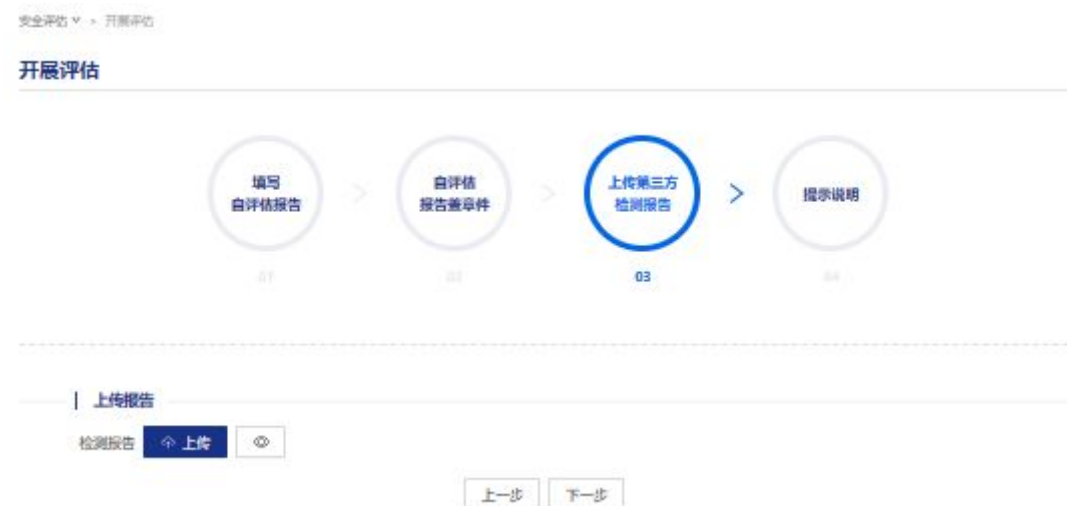 安全评估 > 开展评估
开展评估
填写
自评估报告
>
自评估
报告盖章件
>
上传第三方
检测报告
>
提示说明
01
02
03
04
上传报告
检测报告 上传
上一步 下一步